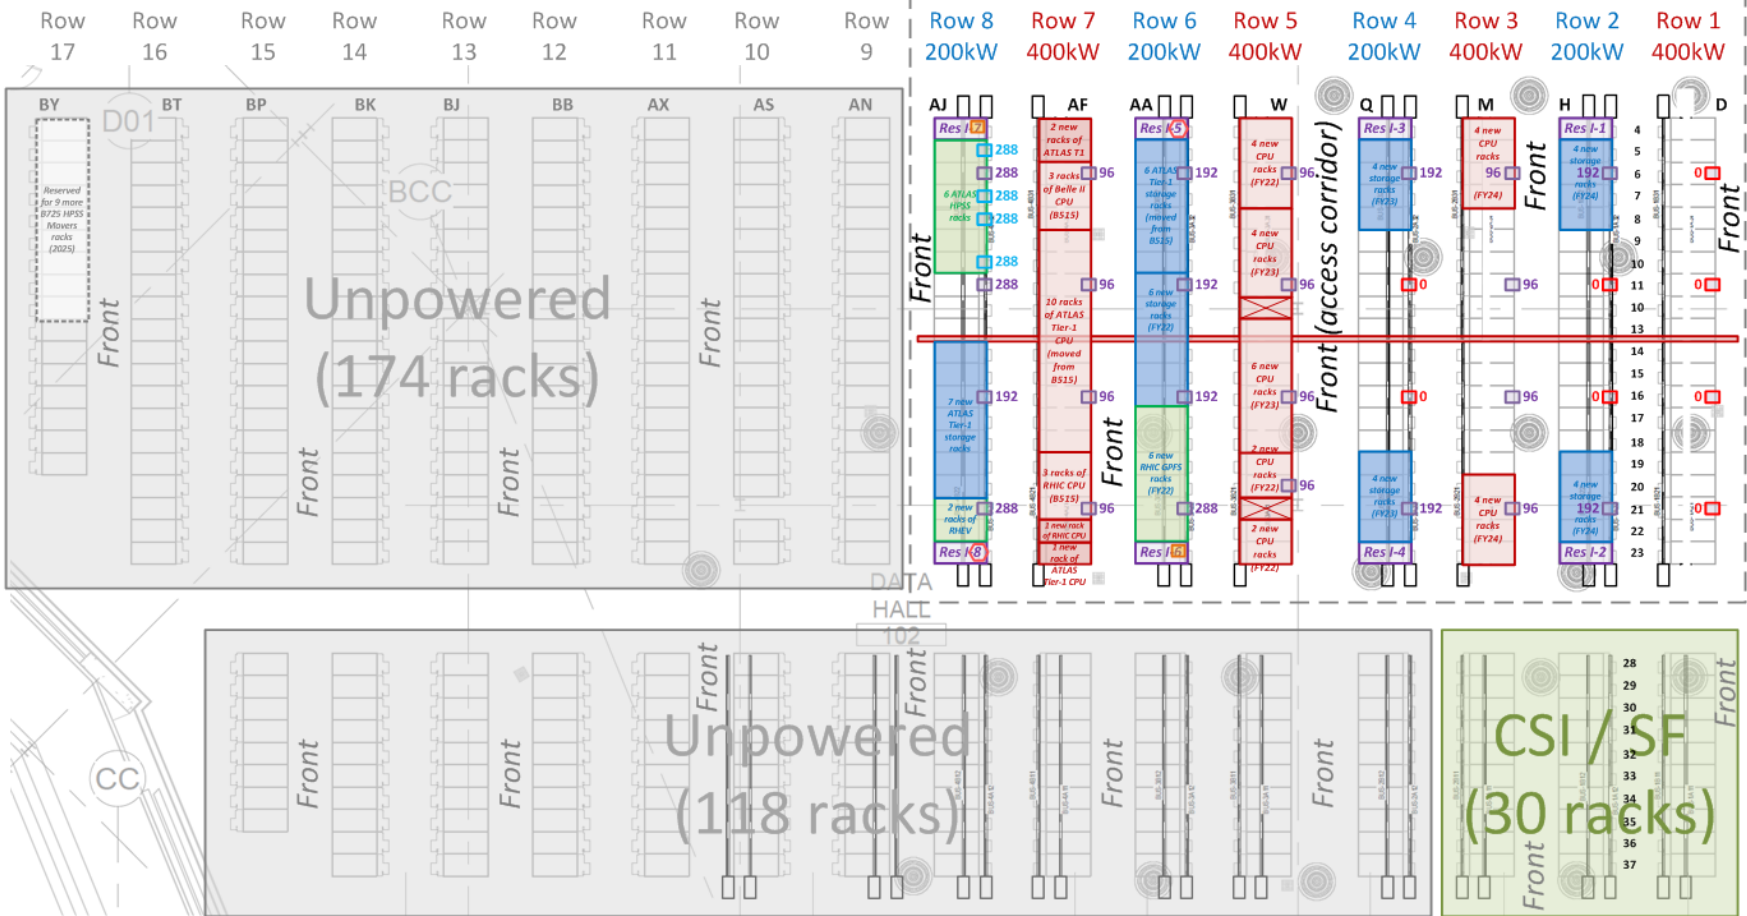 Row 17
Row 16
Row 15
Row 14
Row 13
Row 12
Row 11
Row 10
Row 9
Row 8 200kW
Row 7 400kW
Row 6 200kW
Row 5 400kW
Row 4 200kW
Row 3 400kW
Row 2 200kW
Row 1 400kW
BY
BT
BP
BK
BJ
BB
AX
AS
AN
AJ
AF
AA
W
Q
M
H
D
D01
BCC
Reserved
for 9 more
B725 HPSS
Movers
racks
(2025)
Front
Front
Front
Front
Unpowered
(174 racks)
Front
Res I-7
6 ATLAS
HPSS
racks
288
288
288
288
288
288
7 new
ATLAS
Tier-1
storage
racks
192
2 new
racks of
RHEV
288
Res I-8
2 new
racks of
ATLAS T1
3 racks
of Belle II
CPU
(B515)
96
96
10 racks
of ATLAS
Tier-1
CPU
(moved
from
B515)
96
3 racks of
RHIC CPU
(B515)
96
1 new rack
of RHIC CPU
1 new
rack of
ATLAS
Tier-1 CPU
Front
Res I-5
6 ATLAS
Tier-1
storage
racks
(moved
from
B515)
192
6 new
storage
racks
(FY22)
192
192
6 new
RHIC GPFS
racks
(FY22)
288
Res I-6
4 new
CPU
racks
(FY22)
96
4 new
CPU
racks
(FY23)
96
6 new
CPU
racks
(FY23)
96
2 new
CPU
racks
(FY22)
96
2 new
CPU
racks
(FY22)
Front (access corridor)
Res I-3
4 new
storage
racks
(FY23)
192
0
0
4 new
storage
racks
(FY23)
192
Res I-4
4 new
CPU
racks
96
(FY24)
96
96
4 new
CPU
racks
(FY24)
96
Front
Res I-1
4 new
storage
192
racks
(FY24)
0
0
4 new
storage
192
racks
(FY24)
Res I-2
4
5
6
7
8
9
10
11
12
13
14
15
16
17
18
19
20
21
22
23
0
0
0
0
Front
DATA
HALL
102
CC
Front
Front
Front
Front
Front
Front
Unpowered
(118 racks)
CSI / SF
(30 racks)
Front
Front
28
29
30
31
32
33
34
35
36
37